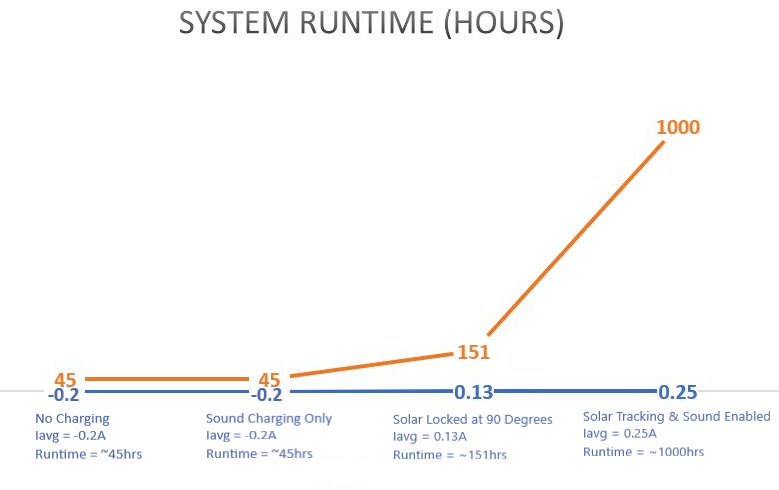 SYSTEM RUNTIME (HOURS)
1000
151
45 45
-0.2 -0.2 0.13 0.25
No Charging
Iavg = -0.2A
Runtime = ~45hrs
Sound Charging Only
Iavg = -0.2A
Runtime = ~45hrs
Solar Locked at 90 Degrees
Iavg = 0.13A
Runtime = ~151hrs
Solar Tracking & Sound Enabled
Iavg = 0.25A
Runtime = ~1000hrs